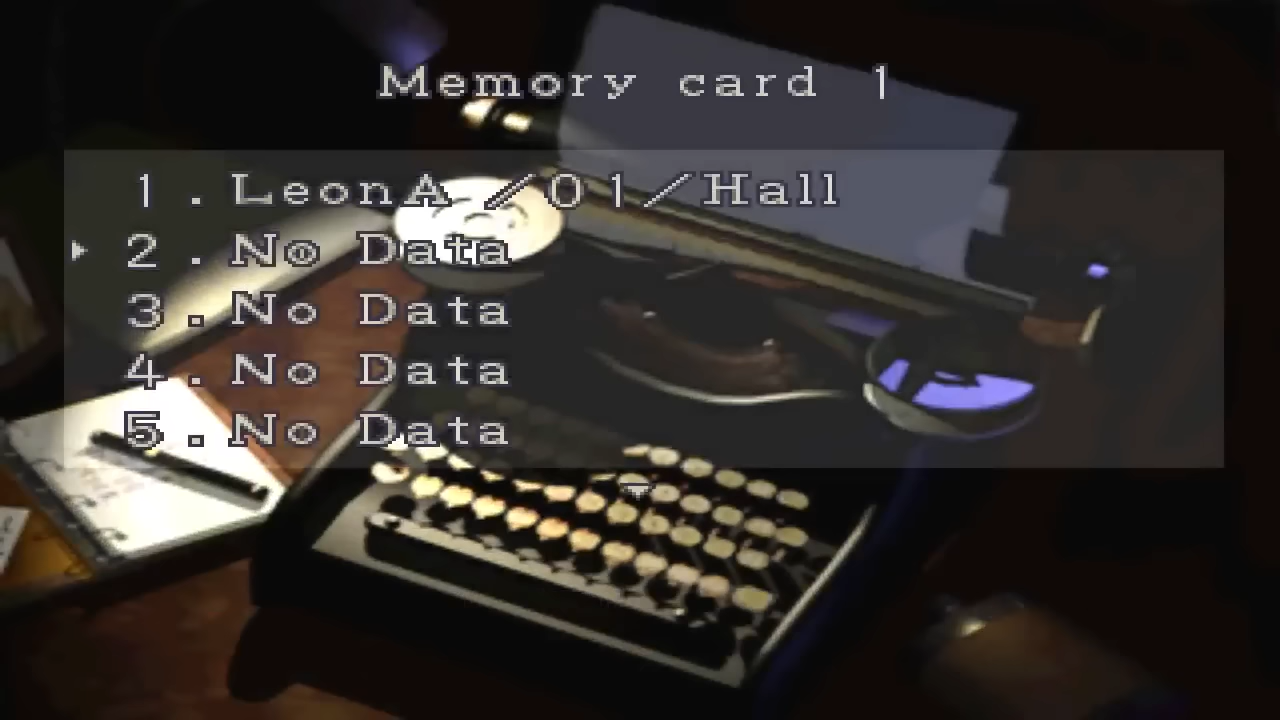 Memory card 1
1.LeonA /01/Hall
2.No Data
3.No Data
4.No Data
5.No Data